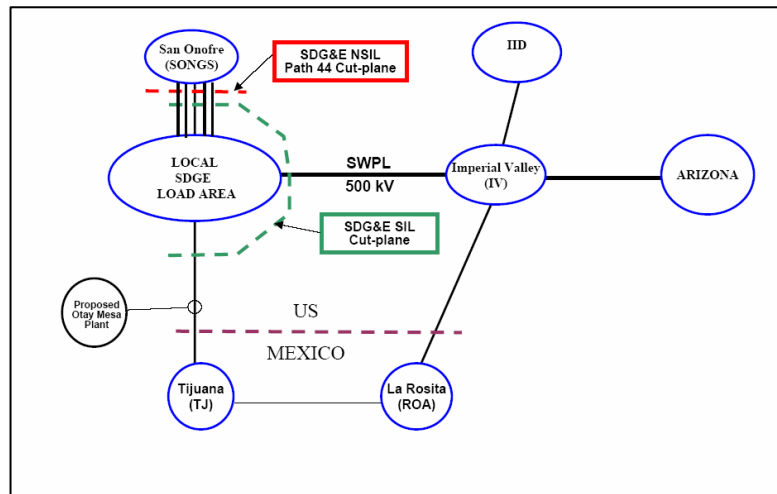 San Onofre
(SONGS)
SDG&E NSIL
Path 44 Cut-plane
IID
LOCAL
SDGE
LOAD AREA
SWPL
500 kV
Imperial Valley
(IV)
ARIZONA
SDG&E SIL
Cut-plane
Proposed
Otay Mesa
Plant
US
MEXICO
Tijuana
(TJ)
La Rosita
(ROA)